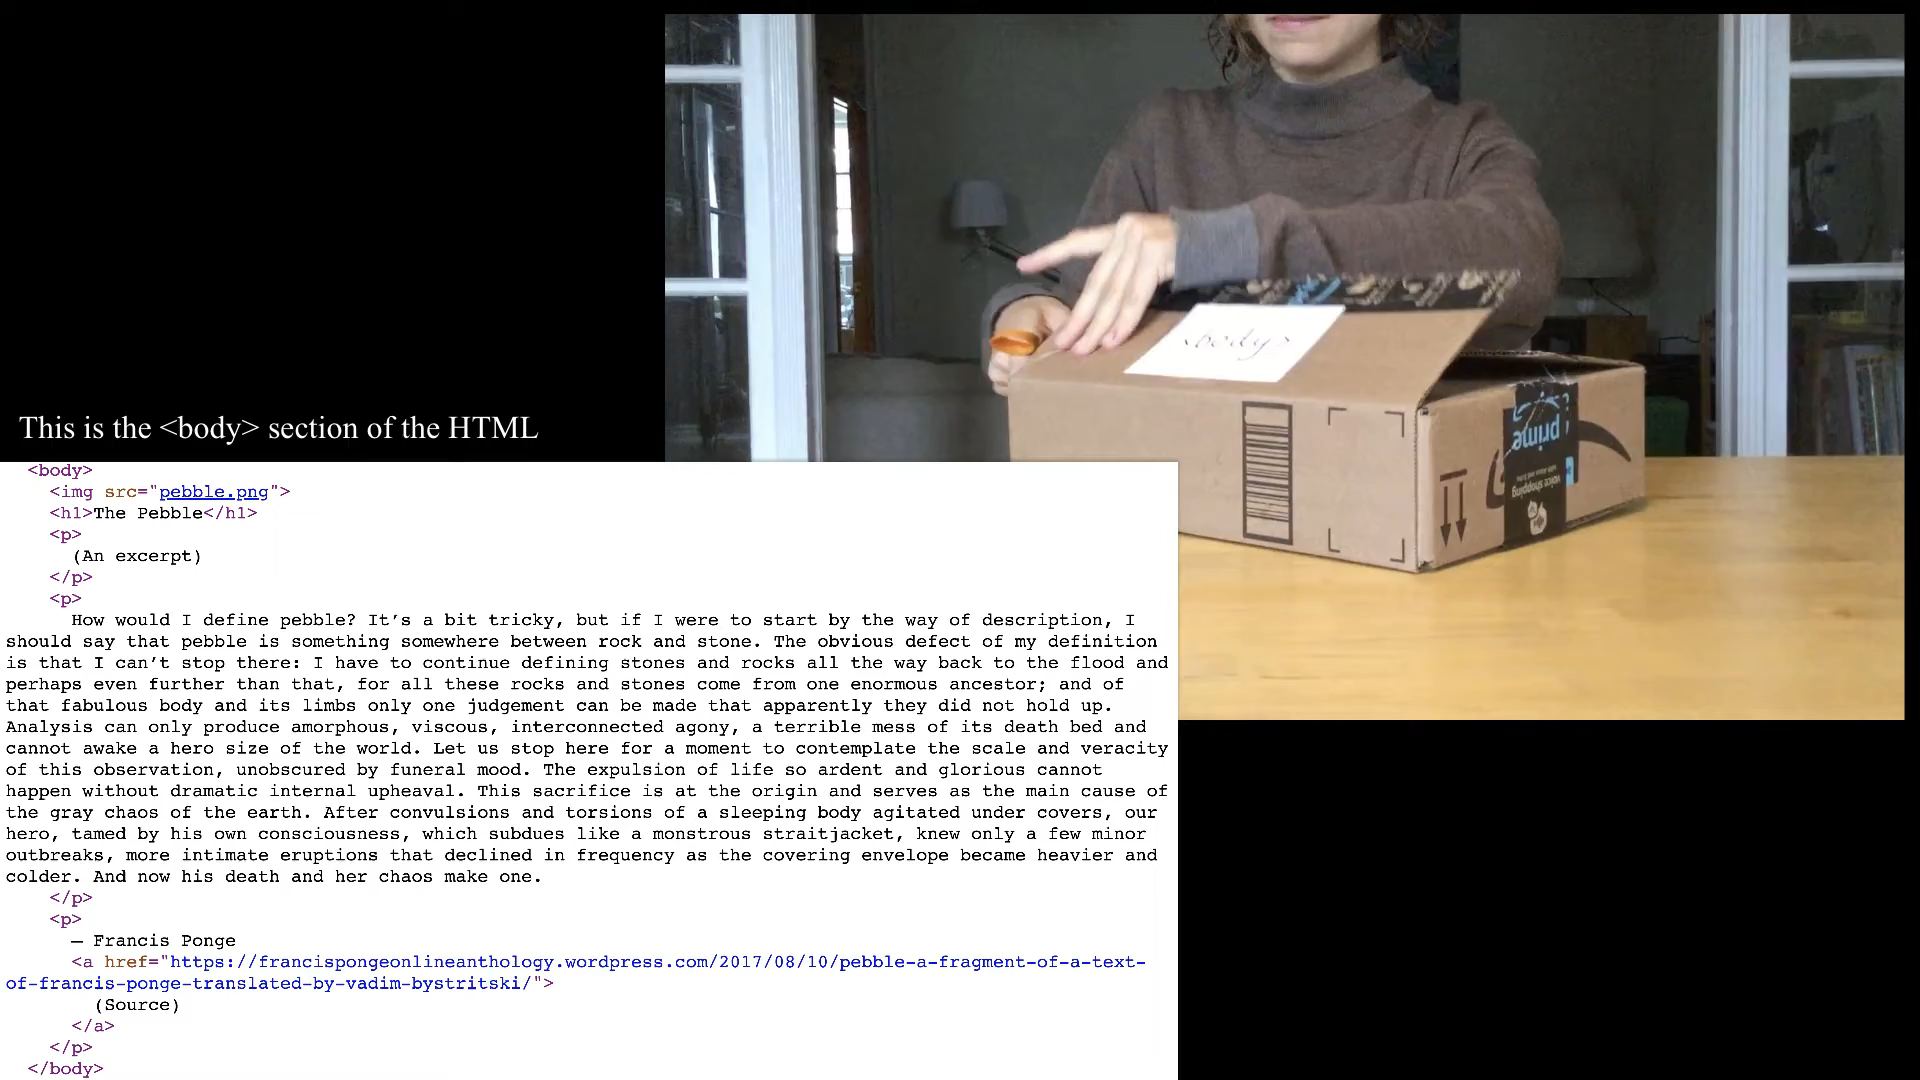 This is the <body> section of the HTML
<body>
prime
voice shopping
<body>
<img src="pebble.png">
<h1>The Pebble</h1>
<p>
(An excerpt)
</p>
<p>
How would I define pebble? It’s a bit tricky, but if I were to start by the way of description, I
should say that pebble is something somewhere between rock and stone. The obvious defect of my definition
is that I can’t stop there: I have to continue defining stones and rocks all the way back to the flood and
perhaps even further than that, for all these rocks and stones come from one enormous ancestor; and of
that fabulous body and its limbs only one judgement can be made that apparently they did not hold up.
Analysis can only produce amorphous, viscous, interconnected agony, a terrible mess of its death bed and
cannot awake a hero size of the world. Let us stop here for a moment to contemplate the scale and veracity
of this observation, unobscured by funeral mood. The expulsion of life so ardent and glorious cannot
happen without dramatic internal upheaval. This sacrifice is at the origin and serves as the main cause of
the gray chaos of the earth. After convulsions and torsions of a sleeping body agitated under covers, our
hero, tamed by his own consciousness, which subdues like a monstrous straitjacket, knew only a few minor
outbreaks, more intimate eruptions that declined in frequency as the covering envelope became heavier and
colder. And now his death and her chaos make one.
</p>
<p>
— Francis Ponge
<a href="https://francispongeonlineanthology.wordpress.com/2017/08/10/pebble-a-fragment-of-a-text-
of-francis-ponge-translated-by-vadim-bystritski/">
(Source)
</a>
</p>
</body>